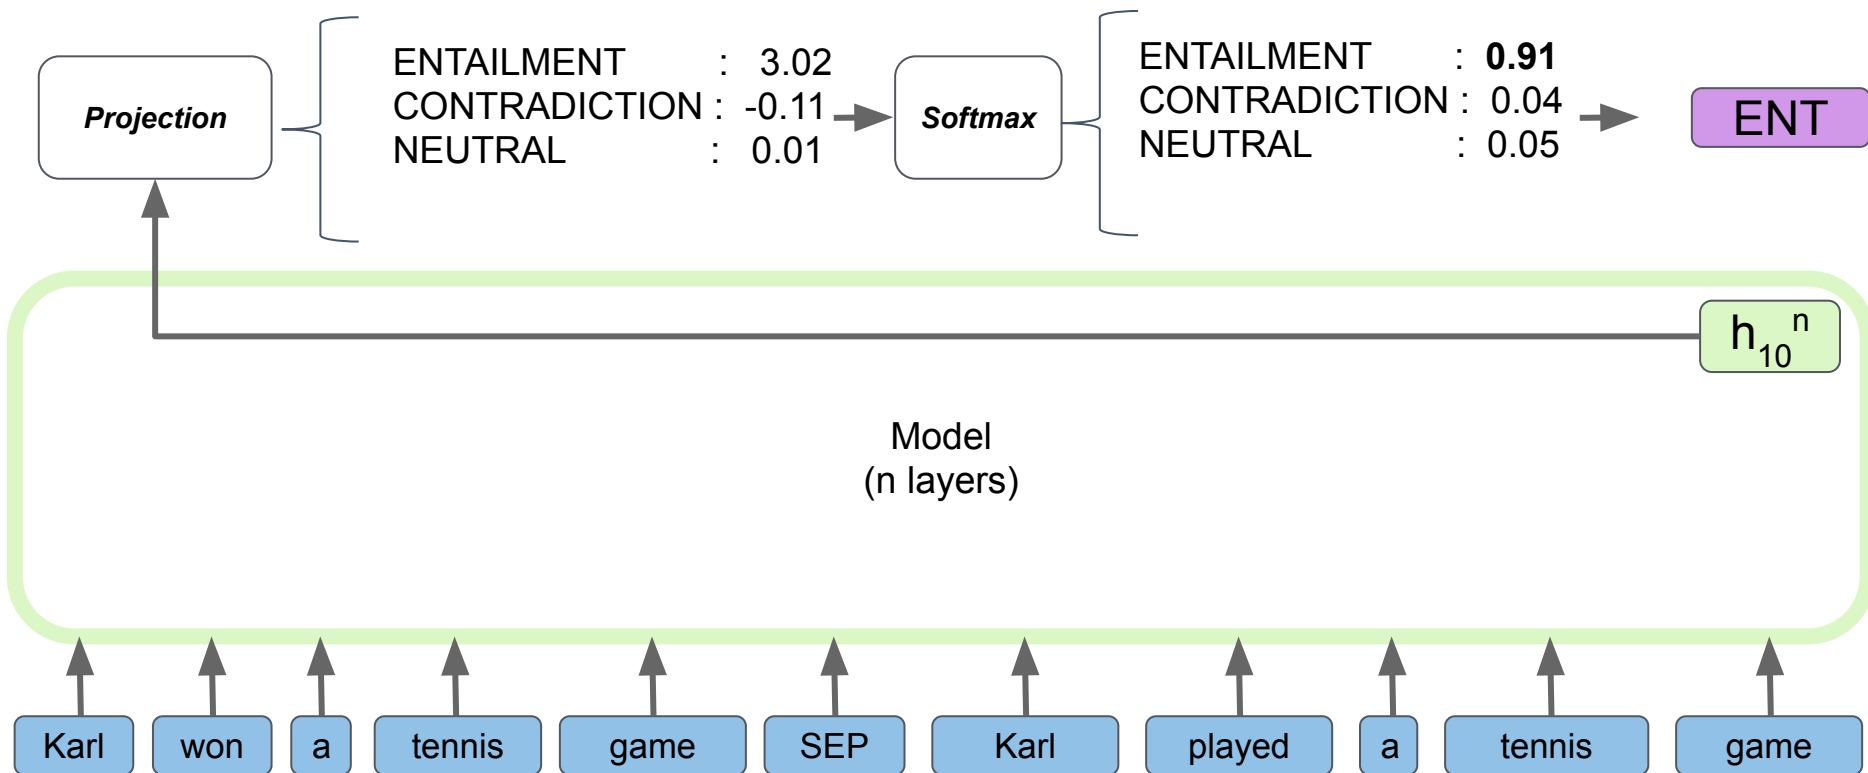 Projection
ENTAILMENT : 3.02
CONTRADICTION : -0.11
NEUTRAL : 0.01
Softmax
ENTAILMENT : 0.91
CONTRADICTION : 0.04
NEUTRAL : 0.05
ENT
h10n
Model
(n layers)
Karl won a tennis game SEP Karl played a tennis game